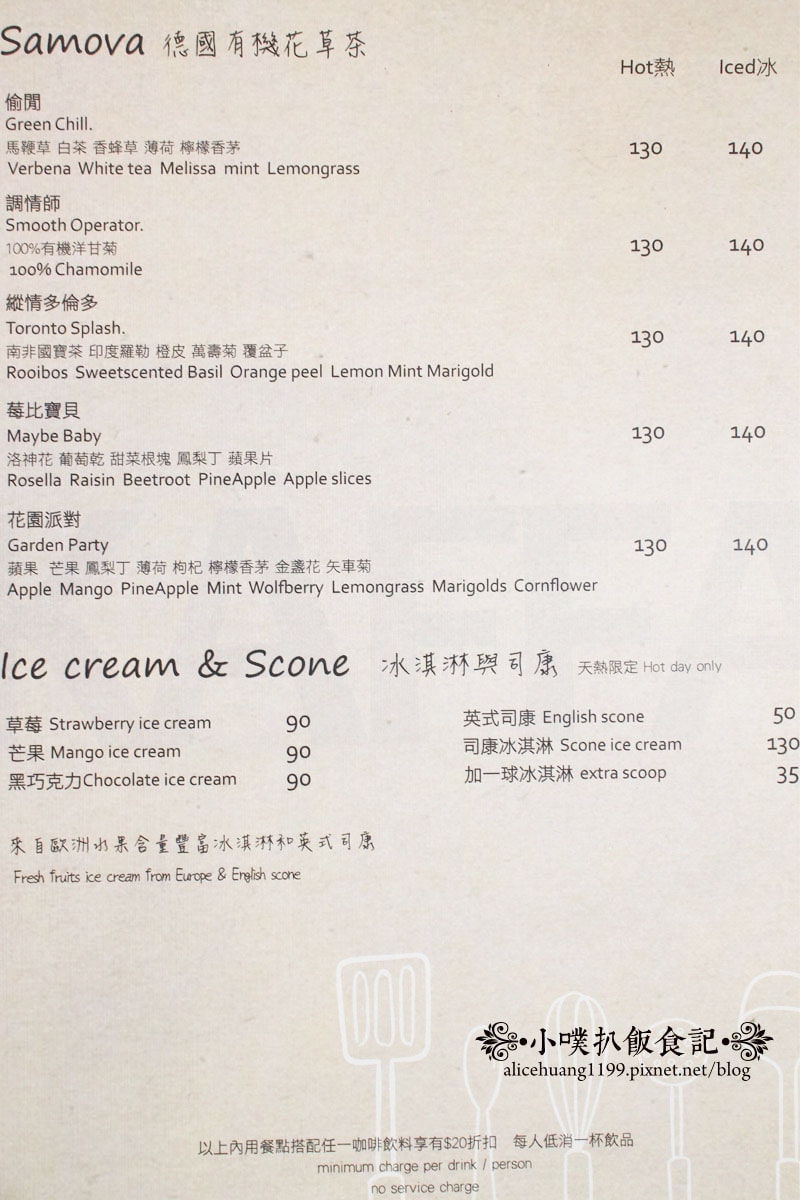 Samova 德國有機花草茶
Hot熱 Iced冰
偷閒
Green Chill.
馬鞭草 白茶 香蜂草 薄荷 檸檬香茅 130 140
Verbena White tea Melissa mint Lemongrass
調情師
Smooth Operator.
100%有機洋甘菊 130 140
100% Chamomile
縱情多倫多
Toronto Splash.
南非國寶茶 印度羅勒 橙皮 萬壽菊 覆盆子 130 140
Rooibos Sweetscented Basil Orange peel Lemon Mint Marigold
莓比寶貝
Maybe Baby 130 140
洛神花 葡萄乾 甜菜根塊 鳳梨丁 蘋果片
Rosella Raisin Beetroot PineApple Apple slices
花園派對
Garden Party 130 140
蘋果 芒果 鳳梨丁 薄荷 枸杞 檸檬香茅 金盞花 矢車菊
Apple Mango PineApple Mint Wolfberry Lemongrass Marigolds Cornflower
Ice cream & Scone 冰淇淋與司康 天熱限定 Hot day only
草莓 Strawberry ice cream 90
芒果 Mango ice cream 90
黑巧克力Chocolate ice cream 90
英式司康 English scone 50
司康冰淇淋 Scone ice cream 130
加一球冰淇淋 extra scoop 35
來自歐洲水果含量豐富冰淇淋和英式司康
Fresh fruits ice cream from Europe & English scone
小噗扒飯食記
alicehuang1199.pixnet.net/blog
以上內用餐點搭配任一咖啡飲料享有$20折扣 每人低消一杯飲品
minimum charge per drink / person
no service charge